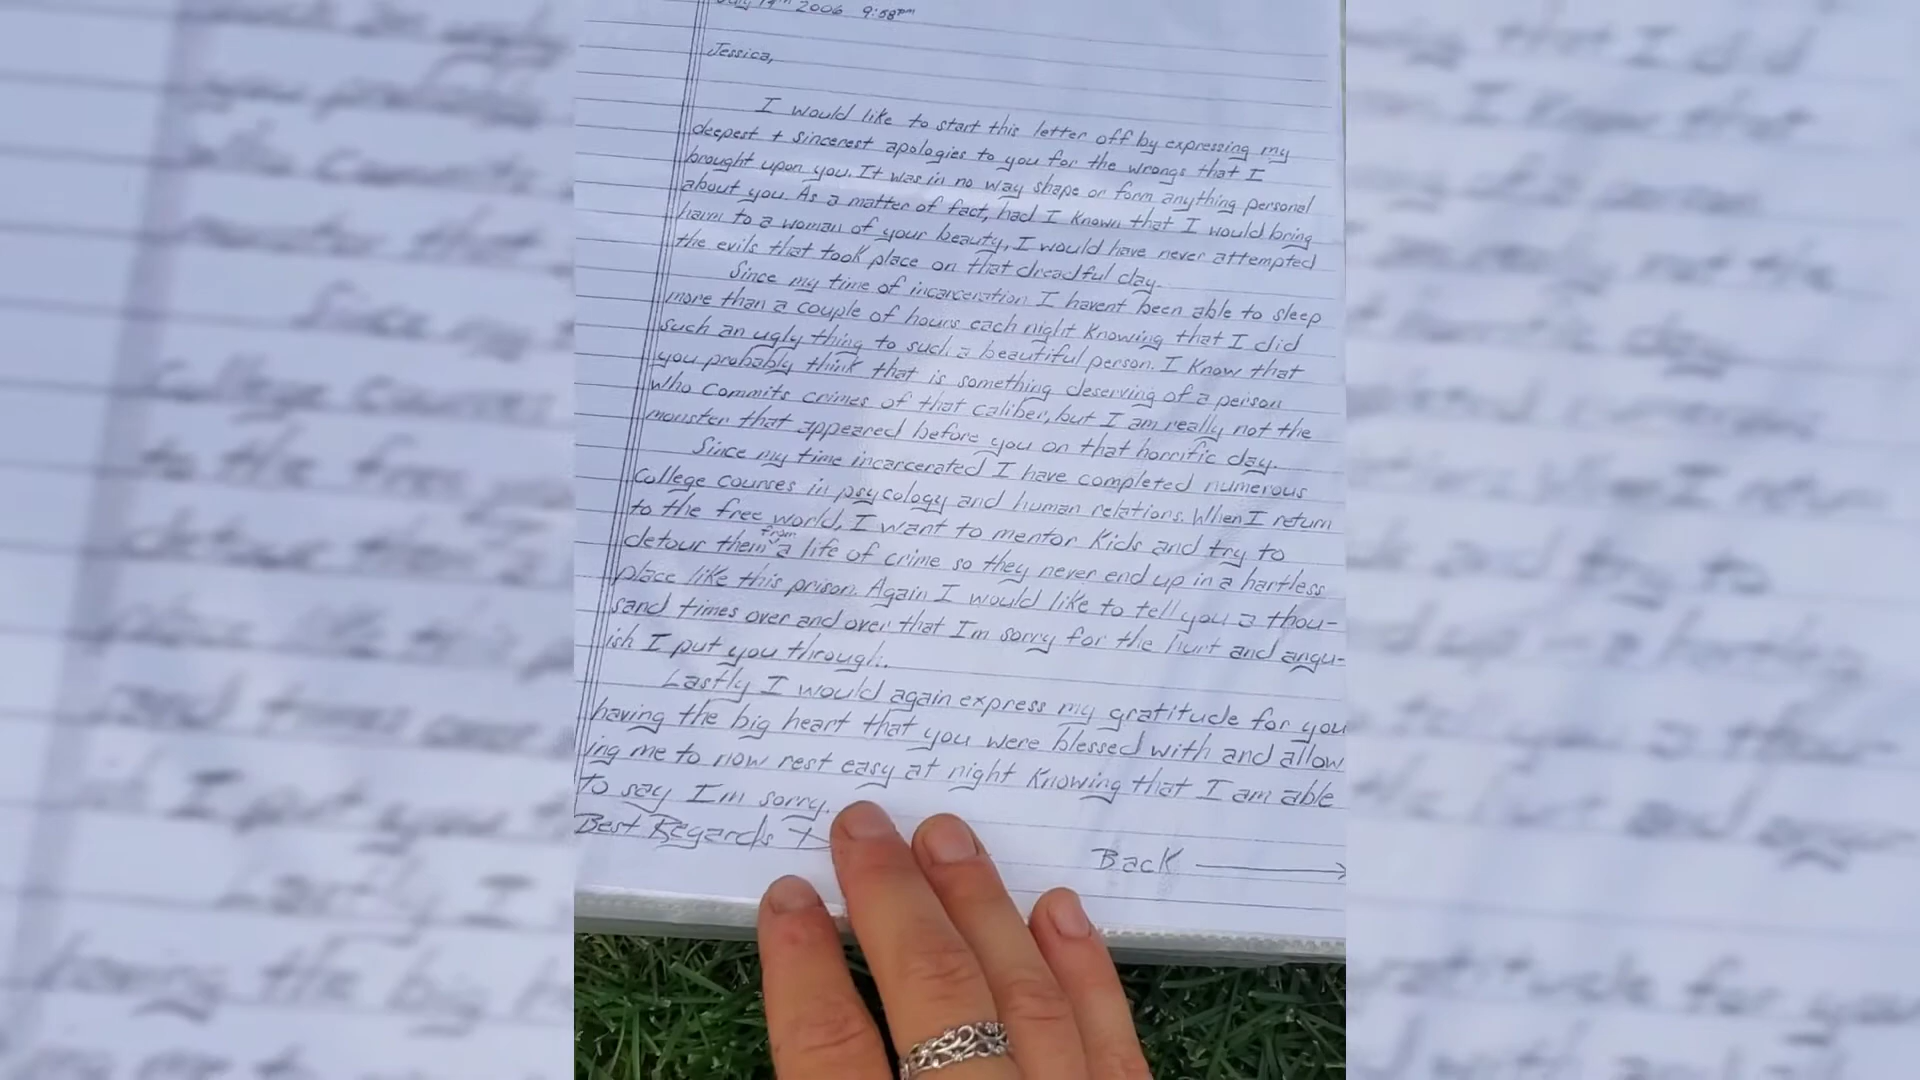 July 14th 2006 9:58pm
Jessica,
I would like to start this letter off by expressing my
deepest + sincerest apologies to you for the wrongs that I
brought upon you. It was in no way shape or form anything personal
about you. As a matter of fact, had I known that I would bring
harm to a woman of your beauty, I would have never attempted
the evils that took place on that dreadful day.
Since my time of incarceration I havent been able to sleep
more than a couple of hours each night knowing that I did
such an ugly thing to such a beautiful person. I know that
you probably think that is something deserving of a person
who commits crimes of that caliber, but I am really not the
monster that appeared before you on that horrific day.
Since my time incarcerated I have completed numerous
College courses in psycology and human relations. When I return
to the free world, I want to mentor kids and try to
detour them from a life of crime so they never end up in a hartless
place like this prison. Again I would like to tell you a thou-
sand times over and over that Im sorry for the hurt and angu-
ish I put you through.
Lastly I would again express my gratitude for you
having the big heart that you were blessed with and allow
ing me to now rest easy at night knowing that I am able
to say Im sorry.
Best Regards
Back